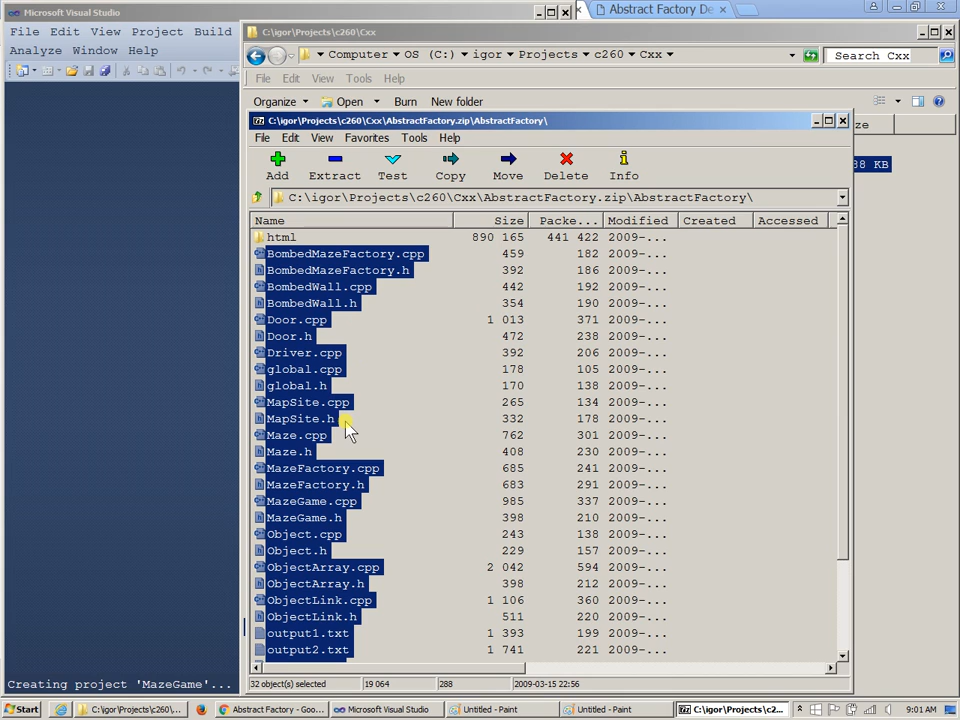 Microsoft Visual Studio
Abstract Factory De
File Edit View Project Build
Analyze Window Help
C:\igor\Projects\c260\Cxx
Computer OS (C:) igor Projects c260 Cxx
Search Cxx
File Edit View Tools Help
Organize Open Burn New folder
C:\igor\Projects\c260\Cxx\AbstractFactory.zip\AbstractFactory\
File Edit View Favorites Tools Help
Add Extract Test Copy Move Delete Info
C:\igor\Projects\c260\Cxx\AbstractFactory.zip\AbstractFactory\
Name Size Packe... Modified Created Accessed
html 890 165 441 422 2009-...
BombedMazeFactory.cpp 459 182 2009-...
BombedMazeFactory.h 392 186 2009-...
BombedWall.cpp 442 192 2009-...
BombedWall.h 354 190 2009-...
Door.cpp 1 013 371 2009-...
Door.h 472 238 2009-...
Driver.cpp 392 206 2009-...
global.cpp 178 105 2009-...
global.h 170 138 2009-...
MapSite.cpp 265 134 2009-...
MapSite.h 332 178 2009-...
Maze.cpp 762 301 2009-...
Maze.h 408 230 2009-...
MazeFactory.cpp 685 241 2009-...
MazeFactory.h 683 291 2009-...
MazeGame.cpp 985 337 2009-...
MazeGame.h 398 210 2009-...
Object.cpp 243 138 2009-...
Object.h 229 157 2009-...
ObjectArray.cpp 2 042 594 2009-...
ObjectArray.h 398 212 2009-...
ObjectLink.cpp 1 106 360 2009-...
ObjectLink.h 511 220 2009-...
output1.txt 1 393 199 2009-...
output2.txt 1 741 221 2009-...
32 object(s) selected 19 064 288 2009-03-15 22:56
Creating project 'MazeGame'...
Start C:\igor\Projects\c260... Abstract Factory - Goo... Microsoft Visual Studio Untitled - Paint Untitled - Paint C:\igor\Projects\c2... 9:01 AM